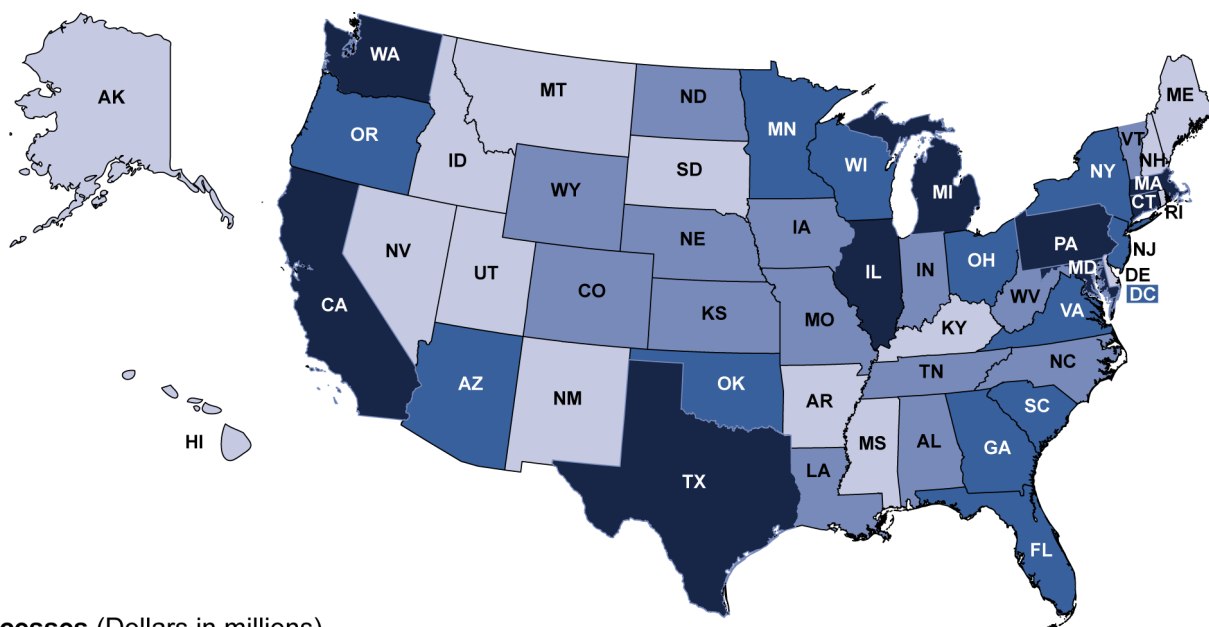 WA
AK
MT
ND
ME
OR
MN
VT
ID
NH
SD
WI
NY
MA
WY
MI
CT
RI
IA
NE
PA
NV
NJ
UT
IL
IN
OH
MD
DE
CO
DC
CA
KS
MO
WV
VA
KY
NC
TN
AZ
OK
NM
AR
SC
HI
MS
AL
GA
LA
TX
FL
(Dollars in millions)